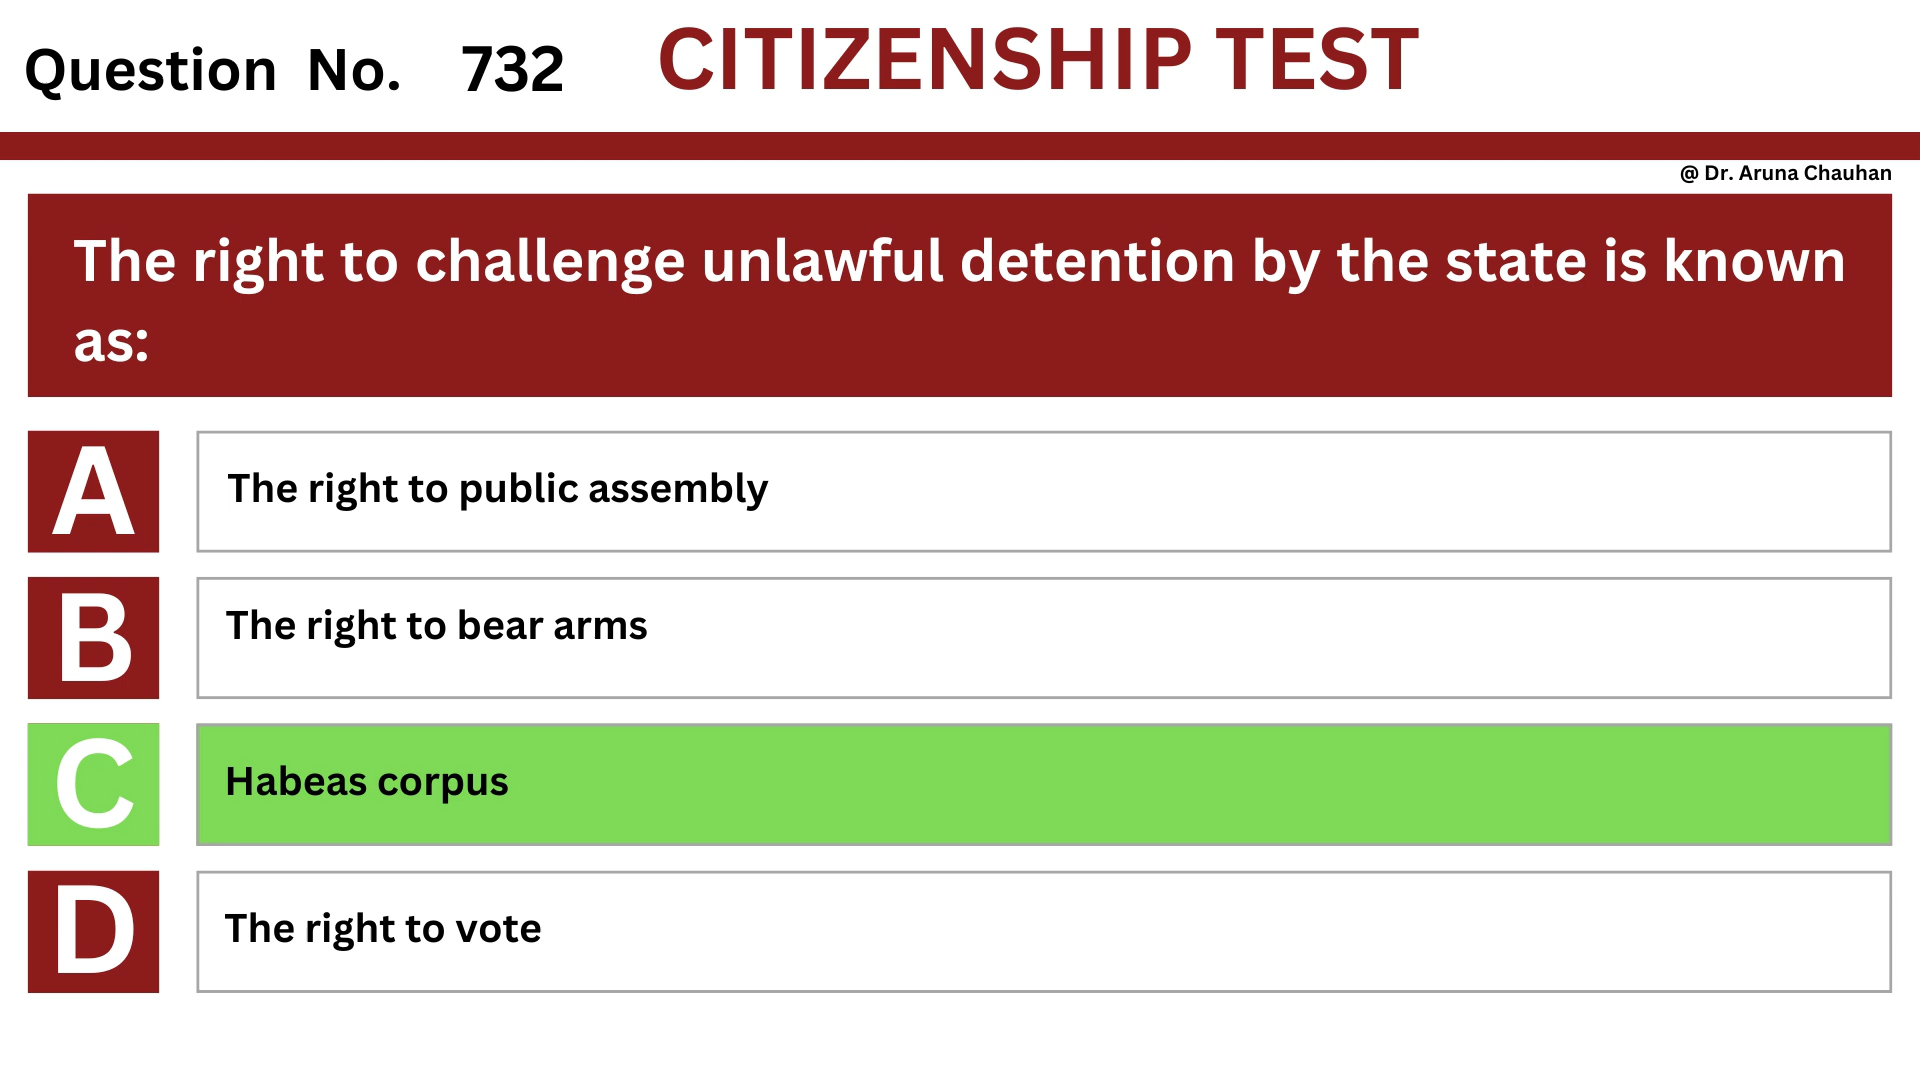 Question No. 732 CITIZENSHIP TEST
@ Dr. Aruna Chauhan
The right to challenge unlawful detention by the state is known
as:
A The right to public assembly
B The right to bear arms
C Habeas corpus
D The right to vote